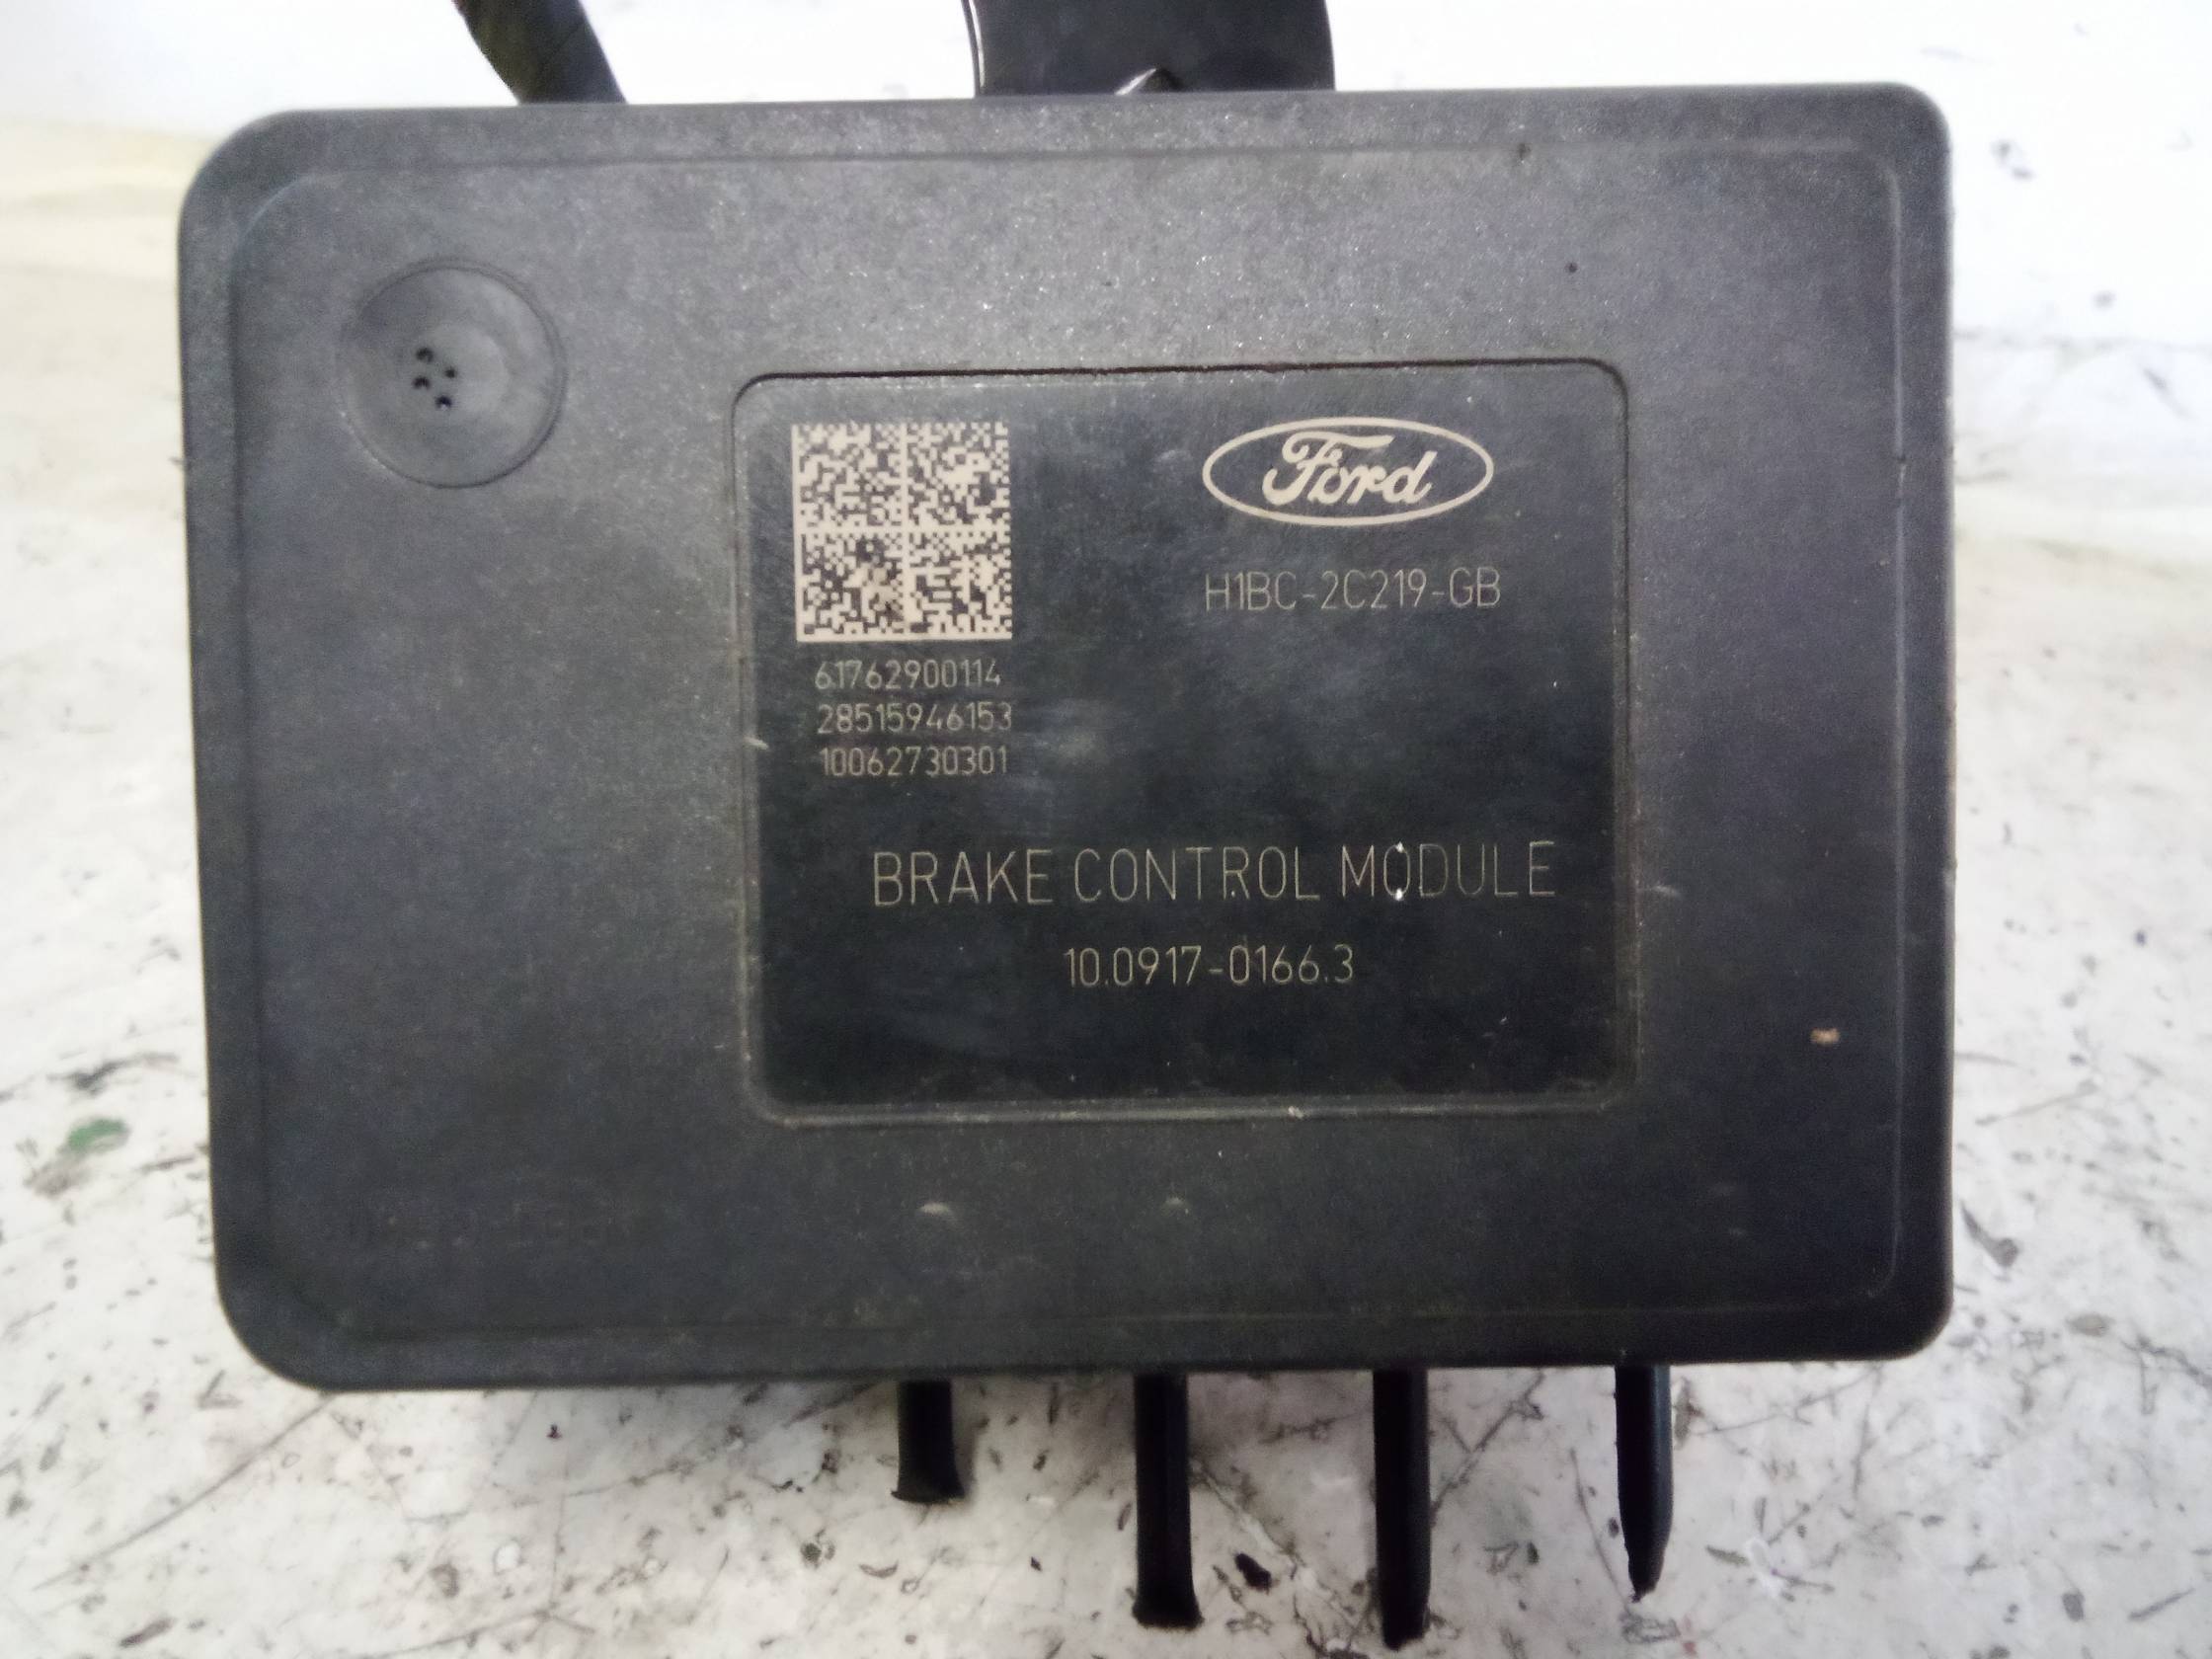 Ford
H1BC-2C219-GB
61762900114
28515946153
10062730301
BRAKE CONTROL MODULE
10.0917-0166.3